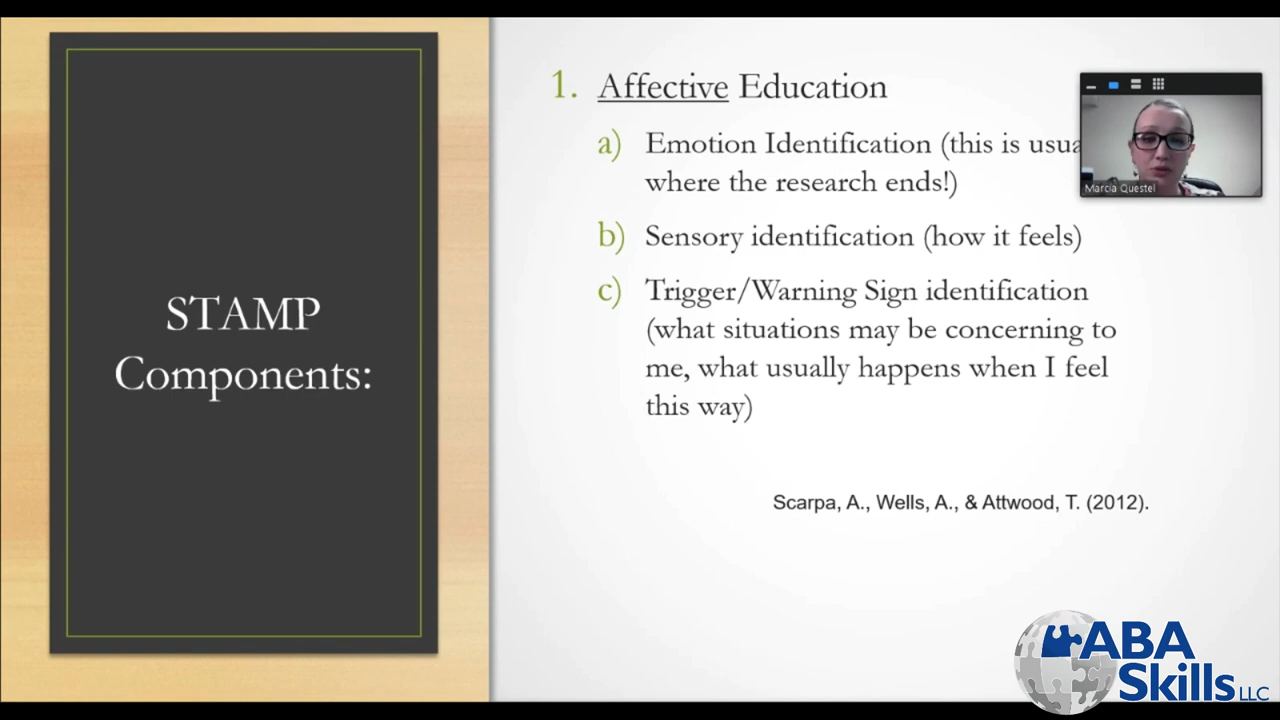 STAMP
Components:
1. Affective Education
a) Emotion Identification (this is
where the research ends!)
b) Sensory identification (how it feels)
c) Trigger/Warning Sign identification
(what situations may be concerning to
me, what usually happens when I feel
this way)
Scarpa, A., Wells, A., & Attwood, T. (2012).
Marcia Questel
ABA
Skills LLC